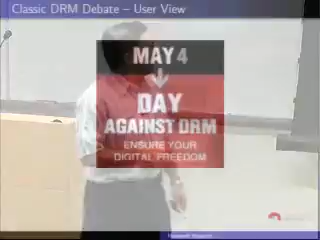 Classic DRM Debate – User View
MAY 4
DAY
AGAINST DRM
ENSURE YOUR
DIGITAL FREEDOM